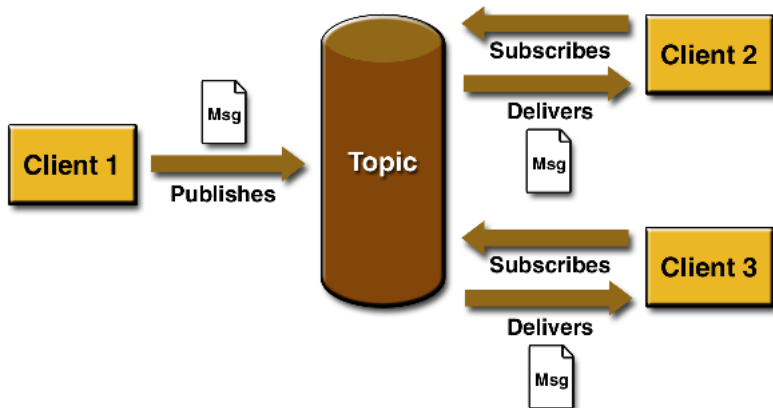 Client 1
Msg
Publishes
Topic
Subscribes
Client 2
Delivers
Msg
Subscribes
Client 3
Delivers
Msg